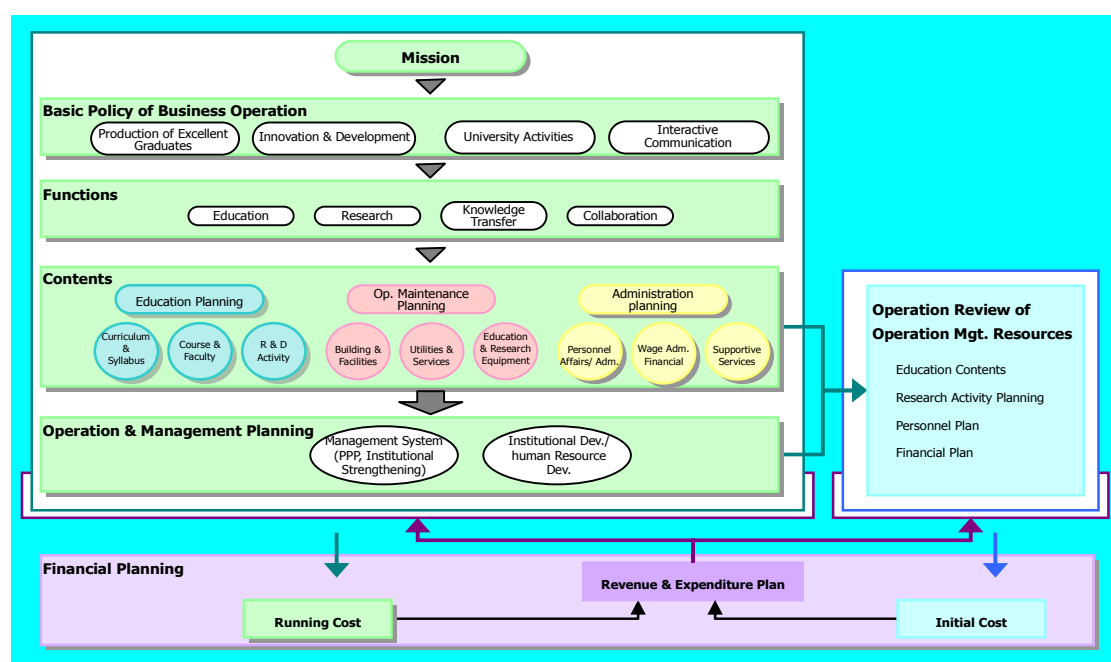 Mission
Basic Policy of Business Operation
Production of Excellent
Graduates
Innovation & Development
University Activities
Interactive
Communication
Functions
Education
Research
Knowledge
Transfer
Collaboration
Contents
Education Planning
Op. Maintenance
Planning
Administration
planning
Curriculum
&
Syllabus
Course &
Faculty
R & D
Activity
Building &
Facilities
Utilities &
Services
Education
& Research
Equipment
Personnel
Affairs/ Adm.
Wage Adm.
Financial
Supportive
Services
Operation & Management Planning
Management System
(PPP, Institutional
Strengthening)
Institutional Dev./
human Resource
Dev.
Operation Review of
Operation Mgt. Resources
Education Contents
Research Activity Planning
Personnel Plan
Financial Plan
Financial Planning
Revenue & Expenditure Plan
Running Cost
Initial Cost